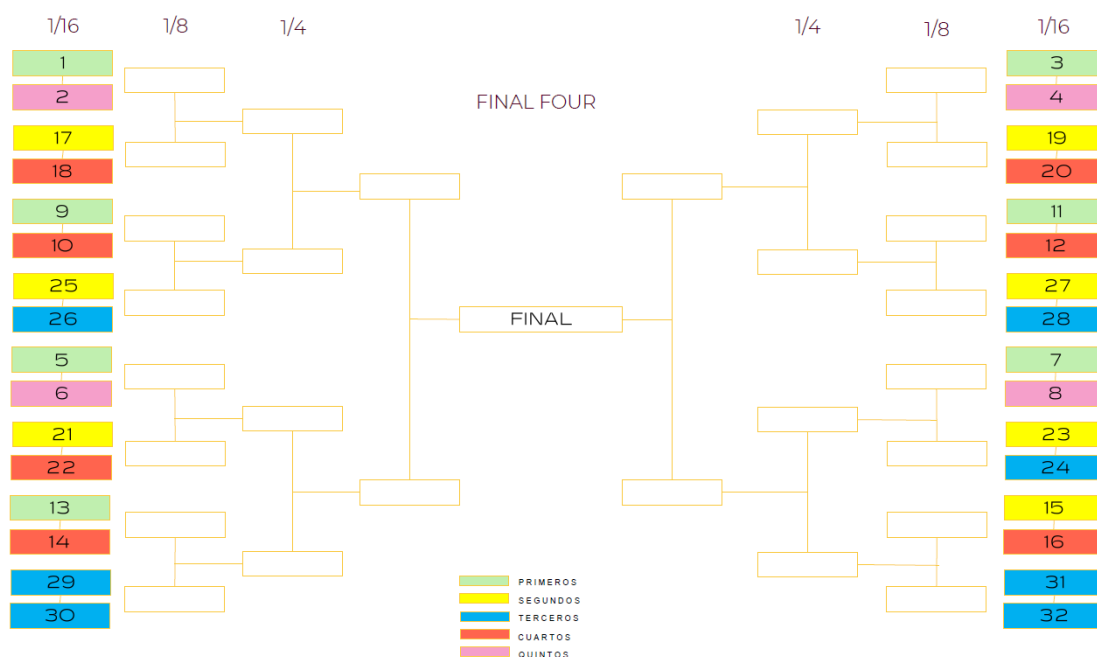 1/16 1/8 1/4 1/4 1/8 1/16
1 3
2 FINAL FOUR 4
17 19
18 20
9 11
10 12
25 27
26 FINAL 28
5 7
6 8
21 23
22 24
13 15
14 16
29 PRIMEROS 31
SEGUNDOS
30 TERCEROS 32
CUARTOS
QUINTOS